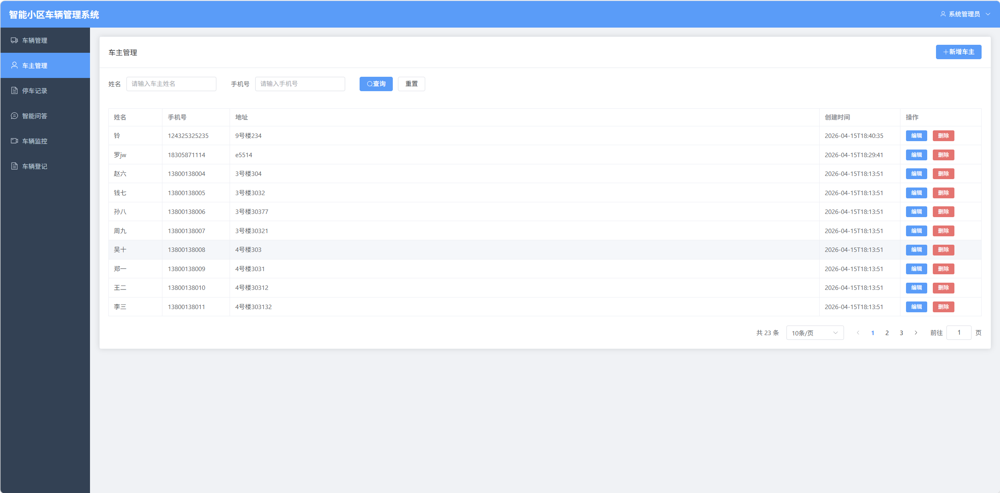 智能小区车辆管理系统
系统管理员
车辆管理
车主管理
停车记录
智能问答
车辆监控
车辆登记
车主管理
新增车主
姓名 请输入车主姓名 手机号 请输入手机号 查询 重置
姓名 手机号 地址 创建时间 操作
铃 124325325235 9号楼234 2026-04-15T18:40:35 编辑 删除
罗jw 18305871114 e5514 2026-04-15T18:29:41 编辑 删除
赵六 13800138004 3号楼304 2026-04-15T18:13:51 编辑 删除
钱七 13800138005 3号楼3032 2026-04-15T18:13:51 编辑 删除
孙八 13800138006 3号楼30377 2026-04-15T18:13:51 编辑 删除
周九 13800138007 3号楼30321 2026-04-15T18:13:51 编辑 删除
吴十 13800138008 4号楼303 2026-04-15T18:13:51 编辑 删除
郑一 13800138009 4号楼3031 2026-04-15T18:13:51 编辑 删除
王二 13800138010 4号楼30312 2026-04-15T18:13:51 编辑 删除
李三 13800138011 4号楼303132 2026-04-15T18:13:51 编辑 删除
共 23 条 10条/页 1 2 3 前往 1 页